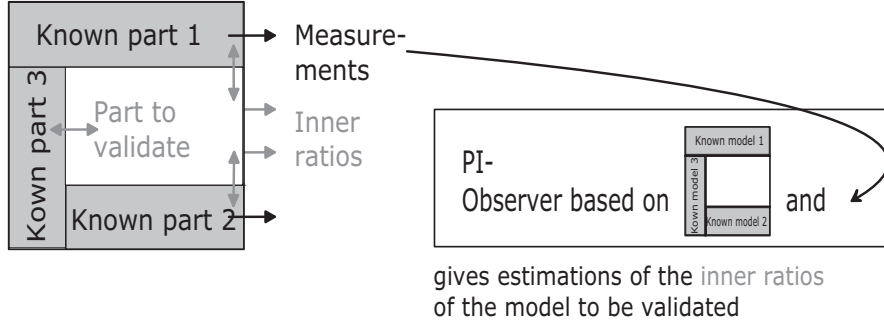 Known part 1
Kown part 3
Part to
validate
Known part 2
Measure-
ments
Inner
ratios
PI-
Observer based on
Known model 1
Kown model 3
Known model 2
and
gives estimations of the inner ratios
of the model to be validated